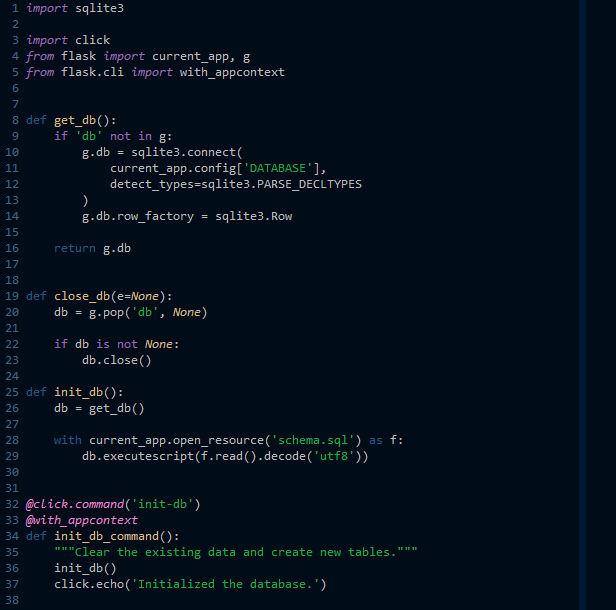 1 import sqlite3
2
3 import click
4 from flask import current_app, g
5 from flask.cli import with_appcontext
6
7
8 def get_db():
9     if 'db' not in g:
10         g.db = sqlite3.connect(
11             current_app.config['DATABASE'],
12             detect_types=sqlite3.PARSE_DECLTYPES
13         )
14         g.db.row_factory = sqlite3.Row
15
16     return g.db
17
18
19 def close_db(e=None):
20     db = g.pop('db', None)
21
22     if db is not None:
23         db.close()
24
25 def init_db():
26     db = get_db()
27
28     with current_app.open_resource('schema.sql') as f:
29         db.executescript(f.read().decode('utf8'))
30
31
32 @click.command('init-db')
33 @with_appcontext
34 def init_db_command():
35     """Clear the existing data and create new tables."""
36     init_db()
37     click.echo('Initialized the database.')
38